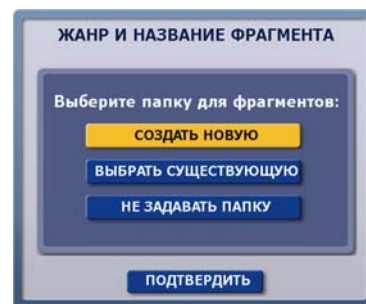 ЖАНР И НАЗВАНИЕ ФРАГМЕНТА
Выберите папку для фрагментов:
СОЗДАТЬ НОВУЮ
ВЫБРАТЬ СУЩЕСТВУЮЩУЮ
НЕ ЗАДАВАТЬ ПАПКУ
ПОДТВЕРДИТЬ